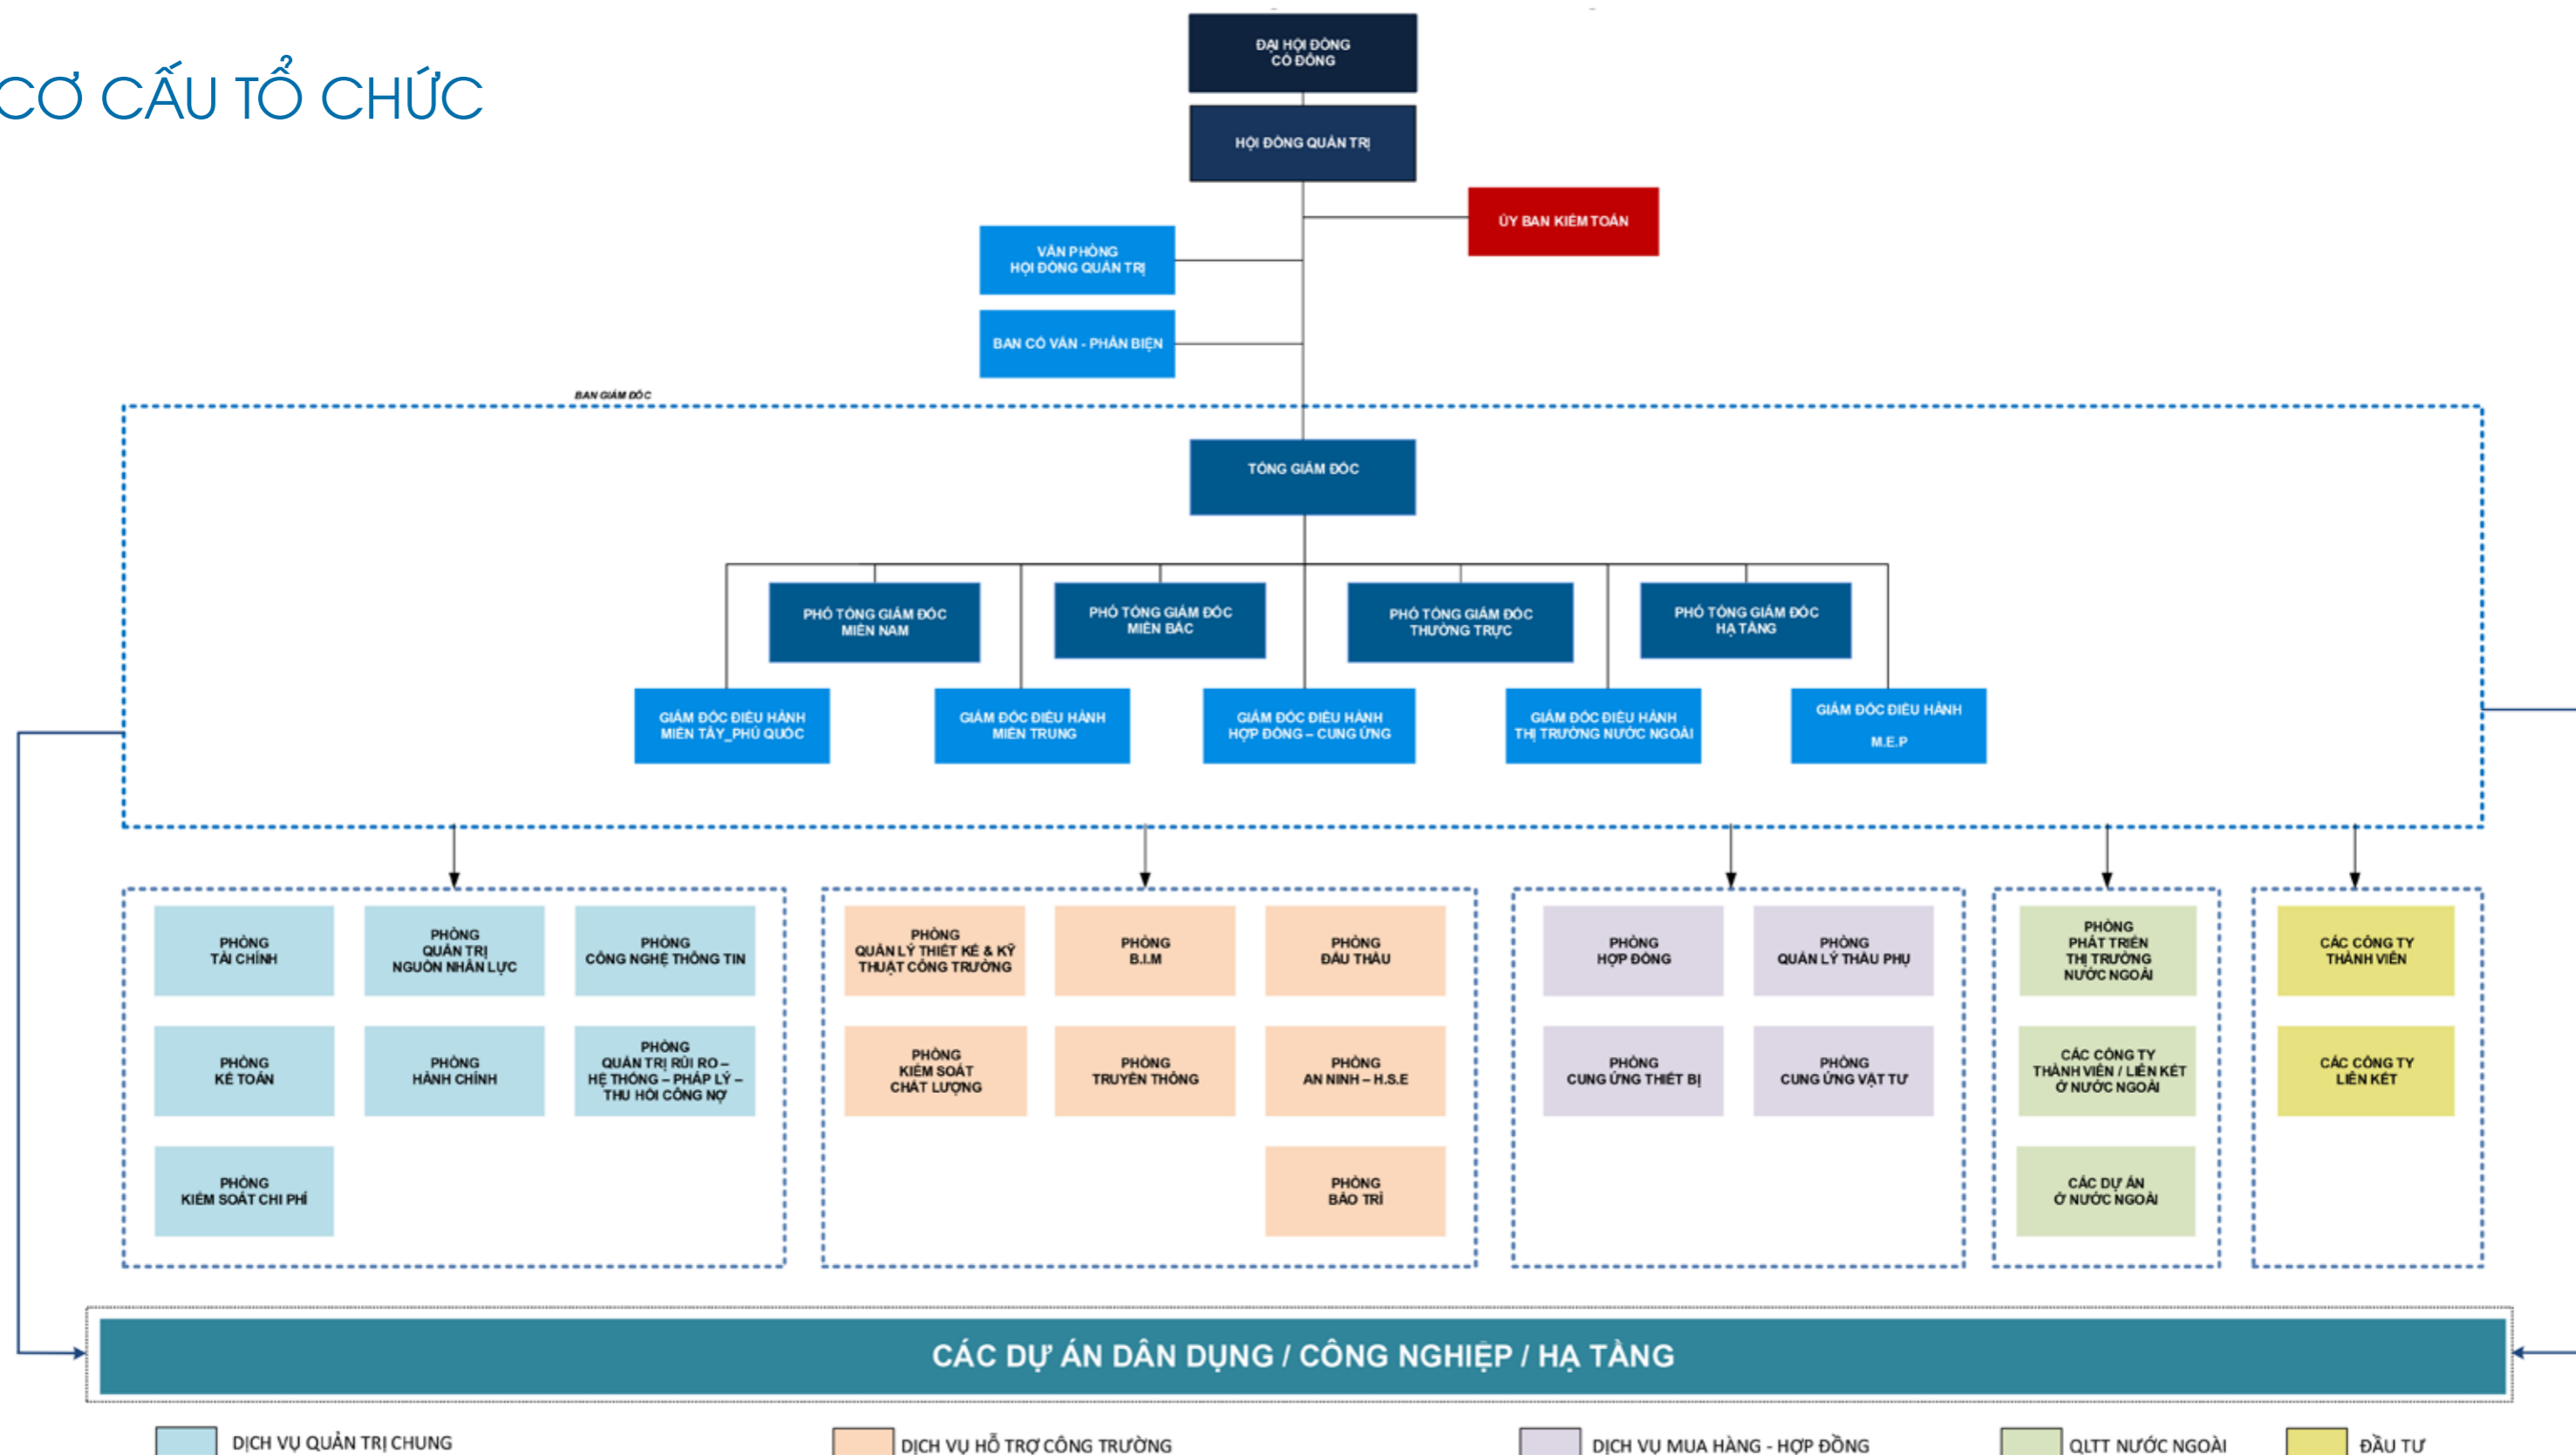 CƠ CẤU TỔ CHỨC
ĐẠI HỘI ĐỒNG
CỔ ĐÔNG
HỘI ĐỒNG QUẢN TRỊ
ỦY BAN KIỂM TOÁN
VĂN PHÒNG
HỘI ĐỒNG QUẢN TRỊ
BAN CỐ VẤN - PHẢN BIỆN
BAN GIÁM ĐỐC
TỔNG GIÁM ĐỐC
PHÓ TỔNG GIÁM ĐỐC
MIỀN NAM
PHÓ TỔNG GIÁM ĐỐC
MIỀN BẮC
PHÓ TỔNG GIÁM ĐỐC
THƯỜNG TRỰC
PHÓ TỔNG GIÁM ĐỐC
HẠ TẦNG
GIÁM ĐỐC ĐIỀU HÀNH
MIỀN TÂY_PHÚ QUỐC
GIÁM ĐỐC ĐIỀU HÀNH
MIỀN TRUNG
GIÁM ĐỐC ĐIỀU HÀNH
HỢP ĐỒNG – CUNG ỨNG
GIÁM ĐỐC ĐIỀU HÀNH
THỊ TRƯỜNG NƯỚC NGOÀI
GIÁM ĐỐC ĐIỀU HÀNH
M.E.P
PHÒNG
TÀI CHÍNH
PHÒNG
QUẢN TRỊ
NGUỒN NHÂN LỰC
PHÒNG
CÔNG NGHỆ THÔNG TIN
PHÒNG
KẾ TOÁN
PHÒNG
HÀNH CHÍNH
PHÒNG
QUẢN TRỊ RỦI RO –
HỆ THỐNG – PHÁP LÝ –
THU HỒI CÔNG NỢ
PHÒNG
KIỂM SOÁT CHI PHÍ
PHÒNG
QUẢN LÝ THIẾT KẾ & KỸ
THUẬT CÔNG TRƯỜNG
PHÒNG
B.I.M
PHÒNG
ĐẤU THẦU
PHÒNG
KIỂM SOÁT
CHẤT LƯỢNG
PHÒNG
TRUYỀN THÔNG
PHÒNG
AN NINH – H.S.E
PHÒNG
BẢO TRÌ
PHÒNG
HỢP ĐỒNG
PHÒNG
QUẢN LÝ THẦU PHỤ
PHÒNG
CUNG ỨNG THIẾT BỊ
PHÒNG
CUNG ỨNG VẬT TƯ
PHÒNG
PHÁT TRIỂN
THỊ TRƯỜNG
NƯỚC NGOÀI
CÁC CÔNG TY
THÀNH VIÊN / LIÊN KẾT
Ở NƯỚC NGOÀI
CÁC DỰ ÁN
Ở NƯỚC NGOÀI
CÁC CÔNG TY
THÀNH VIÊN
CÁC CÔNG TY
LIÊN KẾT
CÁC DỰ ÁN DÂN DỤNG / CÔNG NGHIỆP / HẠ TẦNG
DỊCH VỤ QUẢN TRỊ CHUNG
DỊCH VỤ HỖ TRỢ CÔNG TRƯỜNG
DỊCH VỤ MUA HÀNG - HỢP ĐỒNG
QLTT NƯỚC NGOÀI
ĐẦU TƯ